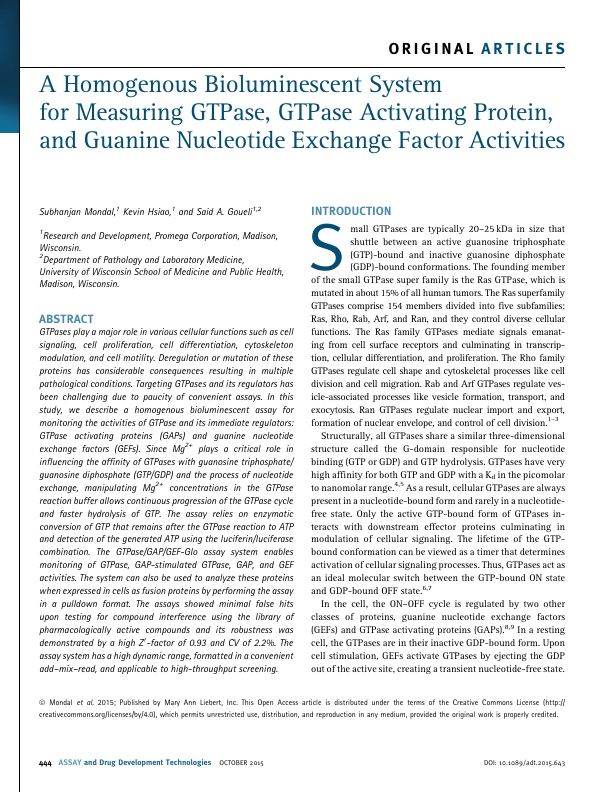 ORIGINAL ARTICLES
A Homogenous Bioluminescent System
for Measuring GTPase, GTPase Activating Protein,
and Guanine Nucleotide Exchange Factor Activities
Subhanjan Mondal,1 Kevin Hsiao,1 and Said A. Goueli1,2
1Research and Development, Promega Corporation, Madison,
Wisconsin.
2Department of Pathology and Laboratory Medicine,
University of Wisconsin School of Medicine and Public Health,
Madison, Wisconsin.
ABSTRACT
GTPases play a major role in various cellular functions such as cell
signaling, cell proliferation, cell differentiation, cytoskeleton
modulation, and cell motility. Deregulation or mutation of these
proteins has considerable consequences resulting in multiple
pathological conditions. Targeting GTPases and its regulators has
been challenging due to paucity of convenient assays. In this
study, we describe a homogenous bioluminescent assay for
monitoring the activities of GTPase and its immediate regulators:
GTPase activating proteins (GAPs) and guanine nucleotide
exchange factors (GEFs). Since Mg2+ plays a critical role in
influencing the affinity of GTPases with guanosine triphosphate/
guanosine diphosphate (GTP/GDP) and the process of nucleotide
exchange, manipulating Mg2+ concentrations in the GTPase
reaction buffer allows continuous progression of the GTPase cycle
and faster hydrolysis of GTP. The assay relies on enzymatic
conversion of GTP that remains after the GTPase reaction to ATP
and detection of the generated ATP using the luciferin/luciferase
combination. The GTPase/GAP/GEF-Glo assay system enables
monitoring of GTPase, GAP-stimulated GTPase, GAP, and GEF
activities. The system can also be used to analyze these proteins
when expressed in cells as fusion proteins by performing the assay
in a pulldown format. The assays showed minimal false hits
upon testing for compound interference using the library of
pharmacologically active compounds and its robustness was
demonstrated by a high Z′-factor of 0.93 and CV of 2.2%. The
assay system has a high dynamic range, formatted in a convenient
add–mix–read, and applicable to high-throughput screening.
INTRODUCTION
Small GTPases are typically 20–25 kDa in size that
shuttle between an active guanosine triphosphate
(GTP)-bound and inactive guanosine diphosphate
(GDP)-bound conformations. The founding member
of the small GTPase super family is the Ras GTPase, which is
mutated in about 15% of all human tumors. The Ras superfamily
GTPases comprise 154 members divided into five subfamilies:
Ras, Rho, Rab, Arf, and Ran, and they control diverse cellular
functions. The Ras family GTPases mediate signals emanat-
ing from cell surface receptors and culminating in transcrip-
tion, cellular differentiation, and proliferation. The Rho family
GTPases regulate cell shape and cytoskeletal processes like cell
division and cell migration. Rab and Arf GTPases regulate ves-
icle-associated processes like vesicle formation, transport, and
exocytosis. Ran GTPases regulate nuclear import and export,
formation of nuclear envelope, and control of cell division.1–3
Structurally, all GTPases share a similar three-dimensional
structure called the G-domain responsible for nucleotide
binding (GTP or GDP) and GTP hydrolysis. GTPases have very
high affinity for both GTP and GDP with a Kd in the picomolar
to nanomolar range.4,5 As a result, cellular GTPases are always
present in a nucleotide-bound form and rarely in a nucleotide-
free state. Only the active GTP-bound form of GTPases in-
teracts with downstream effector proteins culminating in
modulation of cellular signaling. The lifetime of the GTP-
bound conformation can be viewed as a timer that determines
activation of cellular signaling processes. Thus, GTPases act as
an ideal molecular switch between the GTP-bound ON state
and GDP-bound OFF state.6,7
In the cell, the ON–OFF cycle is regulated by two other
classes of proteins, guanine nucleotide exchange factors
(GEFs) and GTPase activating proteins (GAPs).8,9 In a resting
cell, the GTPases are in their inactive GDP-bound form. Upon
cell stimulation, GEFs activate GTPases by ejecting the GDP
out of the active site, creating a transient nucleotide-free state.
© Mondal et al. 2015; Published by Mary Ann Liebert, Inc. This Open Access article is distributed under the terms of the Creative Commons License (http://
creativecommons.org/licenses/by/4.0), which permits unrestricted use, distribution, and reproduction in any medium, provided the original work is properly credited.
444 ASSAY and Drug Development Technologies OCTOBER 2015
DOI: 10.1089/adt.2015.643